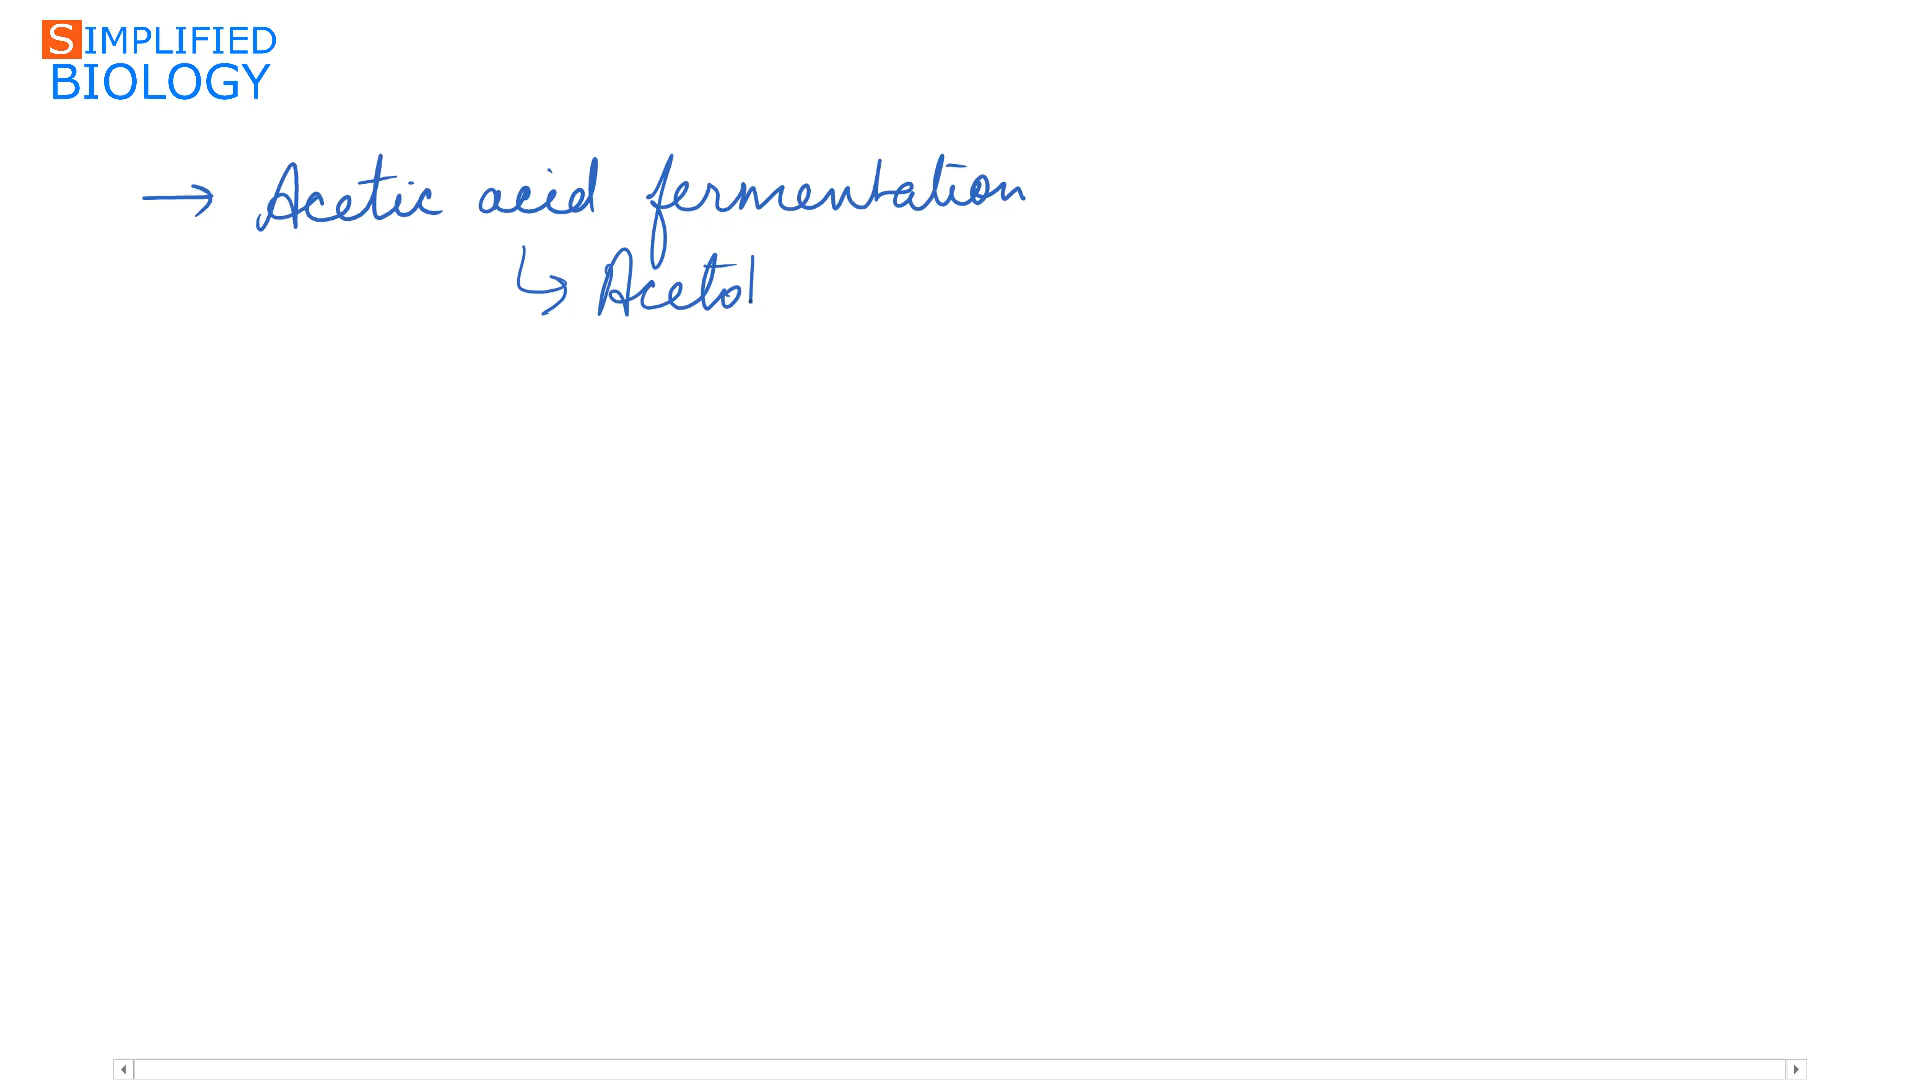 SIMPLIFIED
BIOLOGY
→ Acetic acid fermentation
↳ Acetol